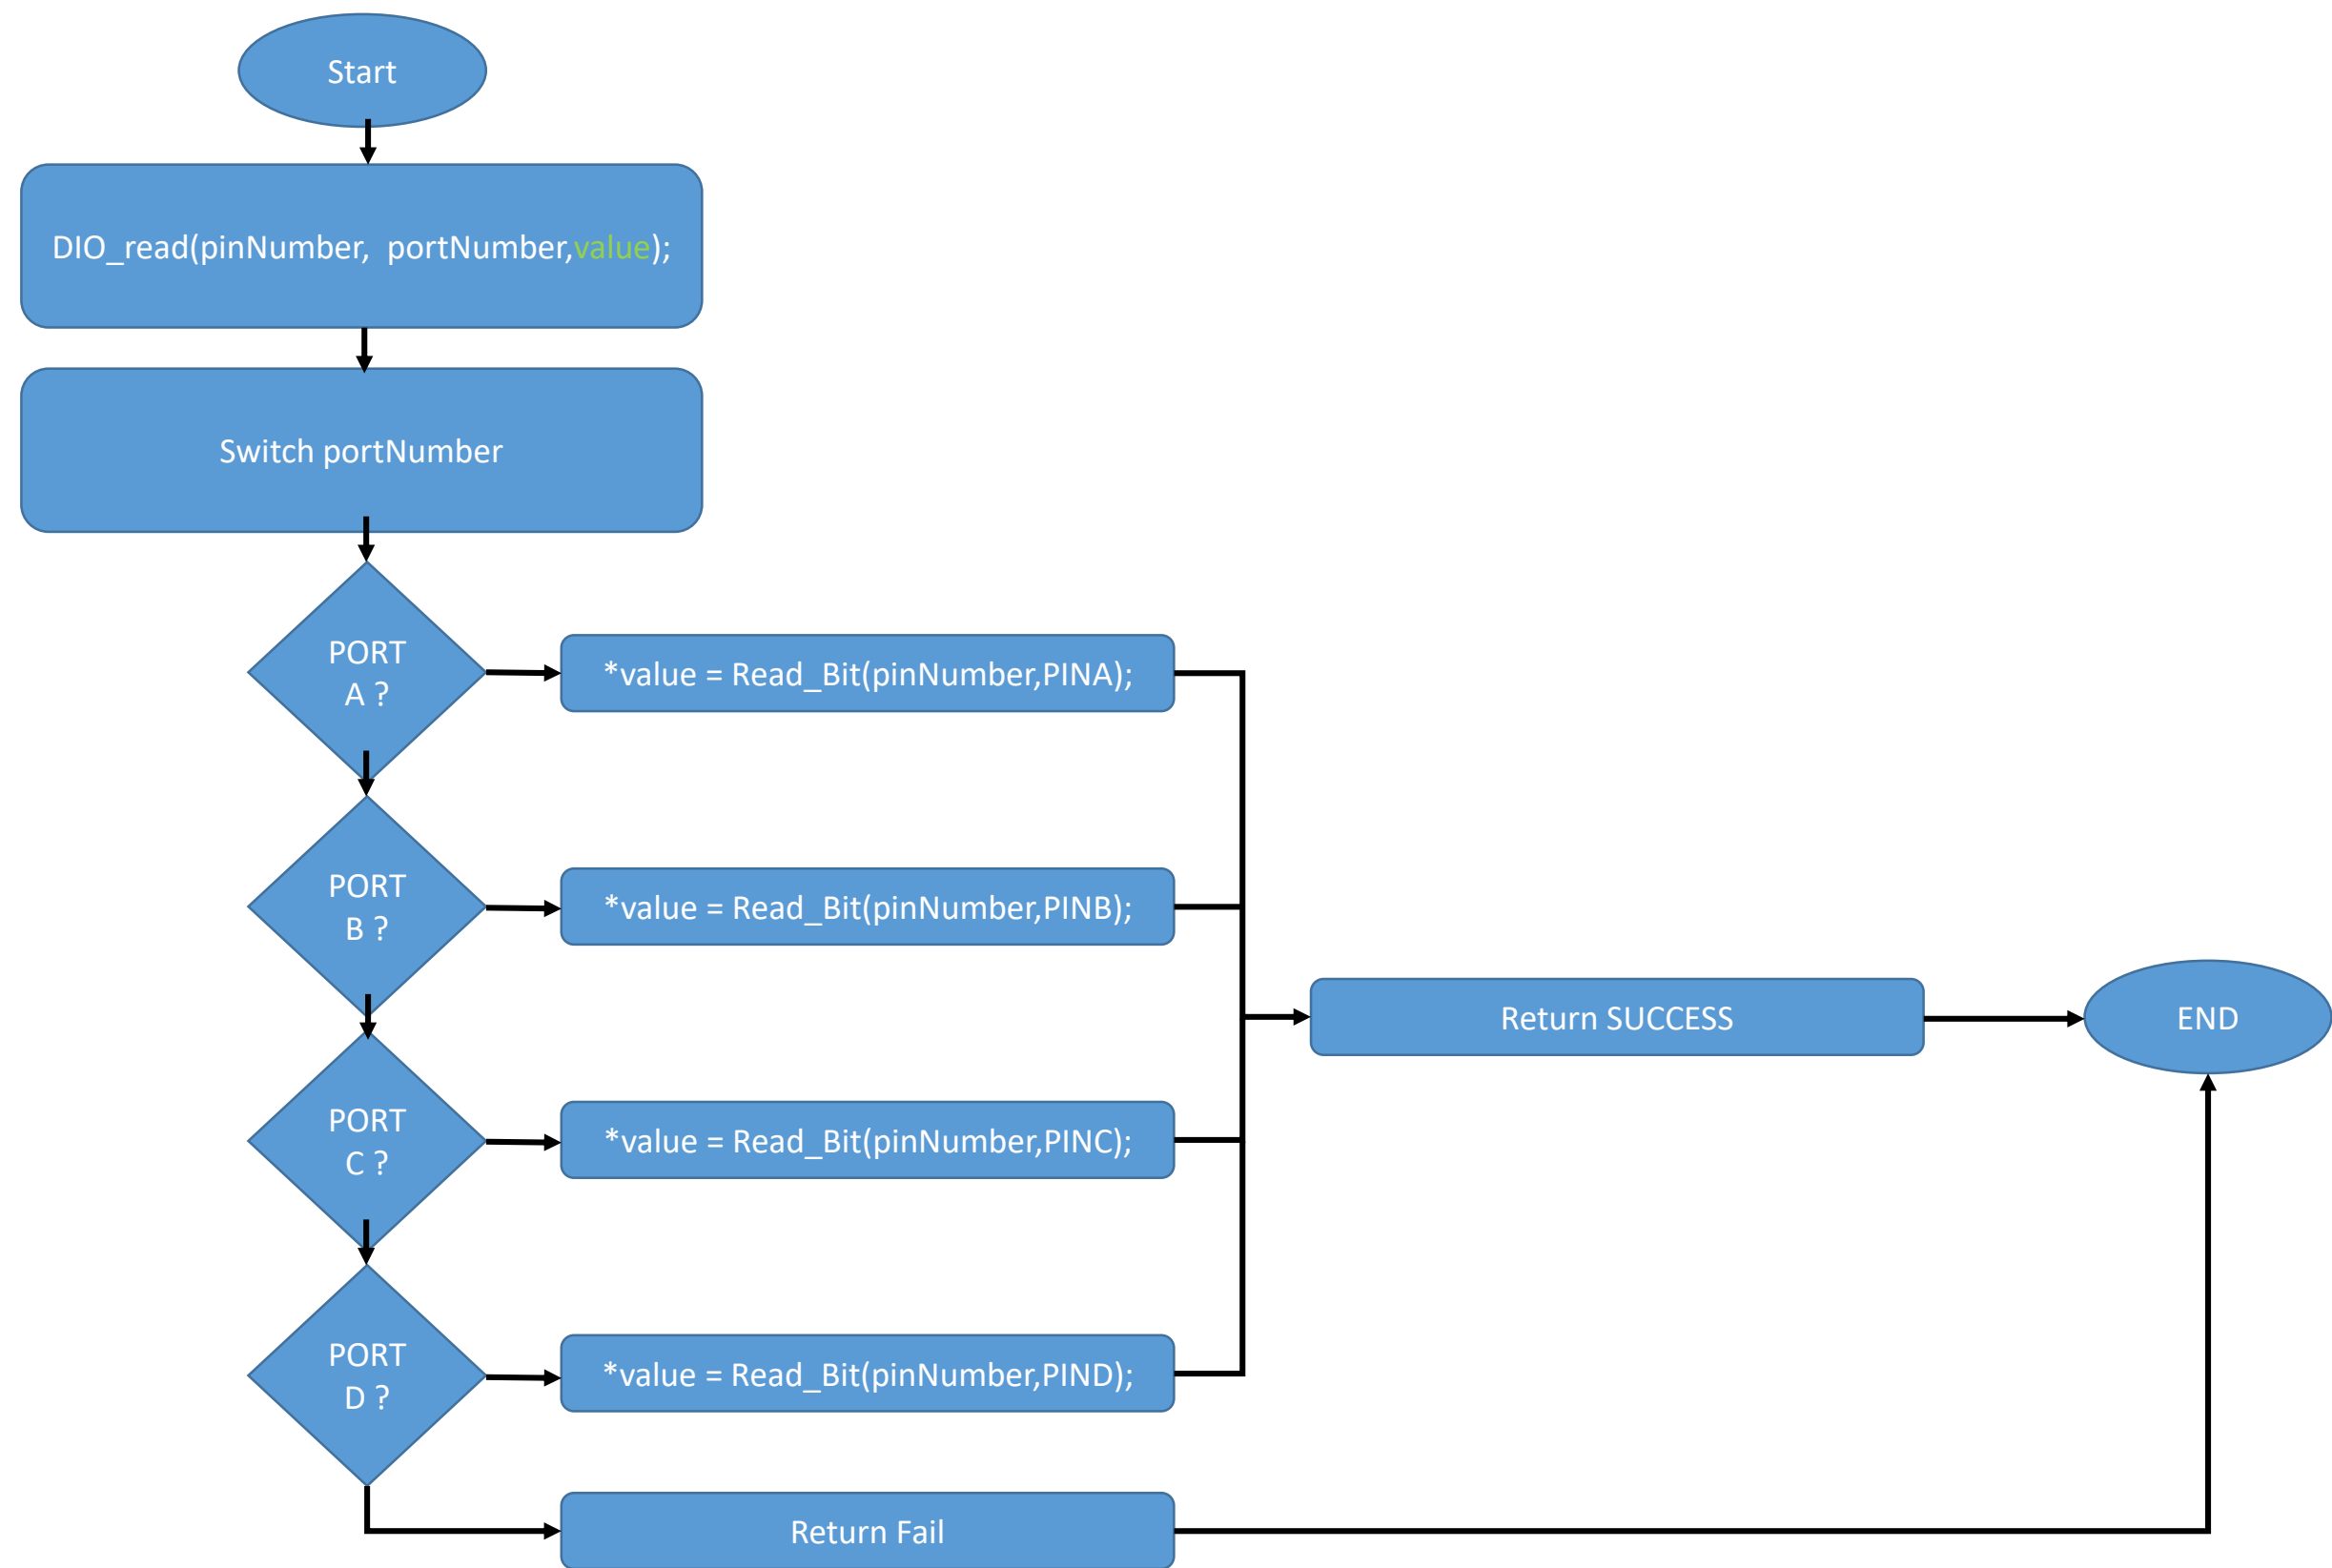 Start
DIO_read(pinNumber,  portNumber,value);
Switch portNumber
PORT
A ?
*value = Read_Bit(pinNumber,PINA);
PORT
B ?
*value = Read_Bit(pinNumber,PINB);
Return SUCCESS
END
PORT
C ?
*value = Read_Bit(pinNumber,PINC);
PORT
D ?
*value = Read_Bit(pinNumber,PIND);
Return Fail